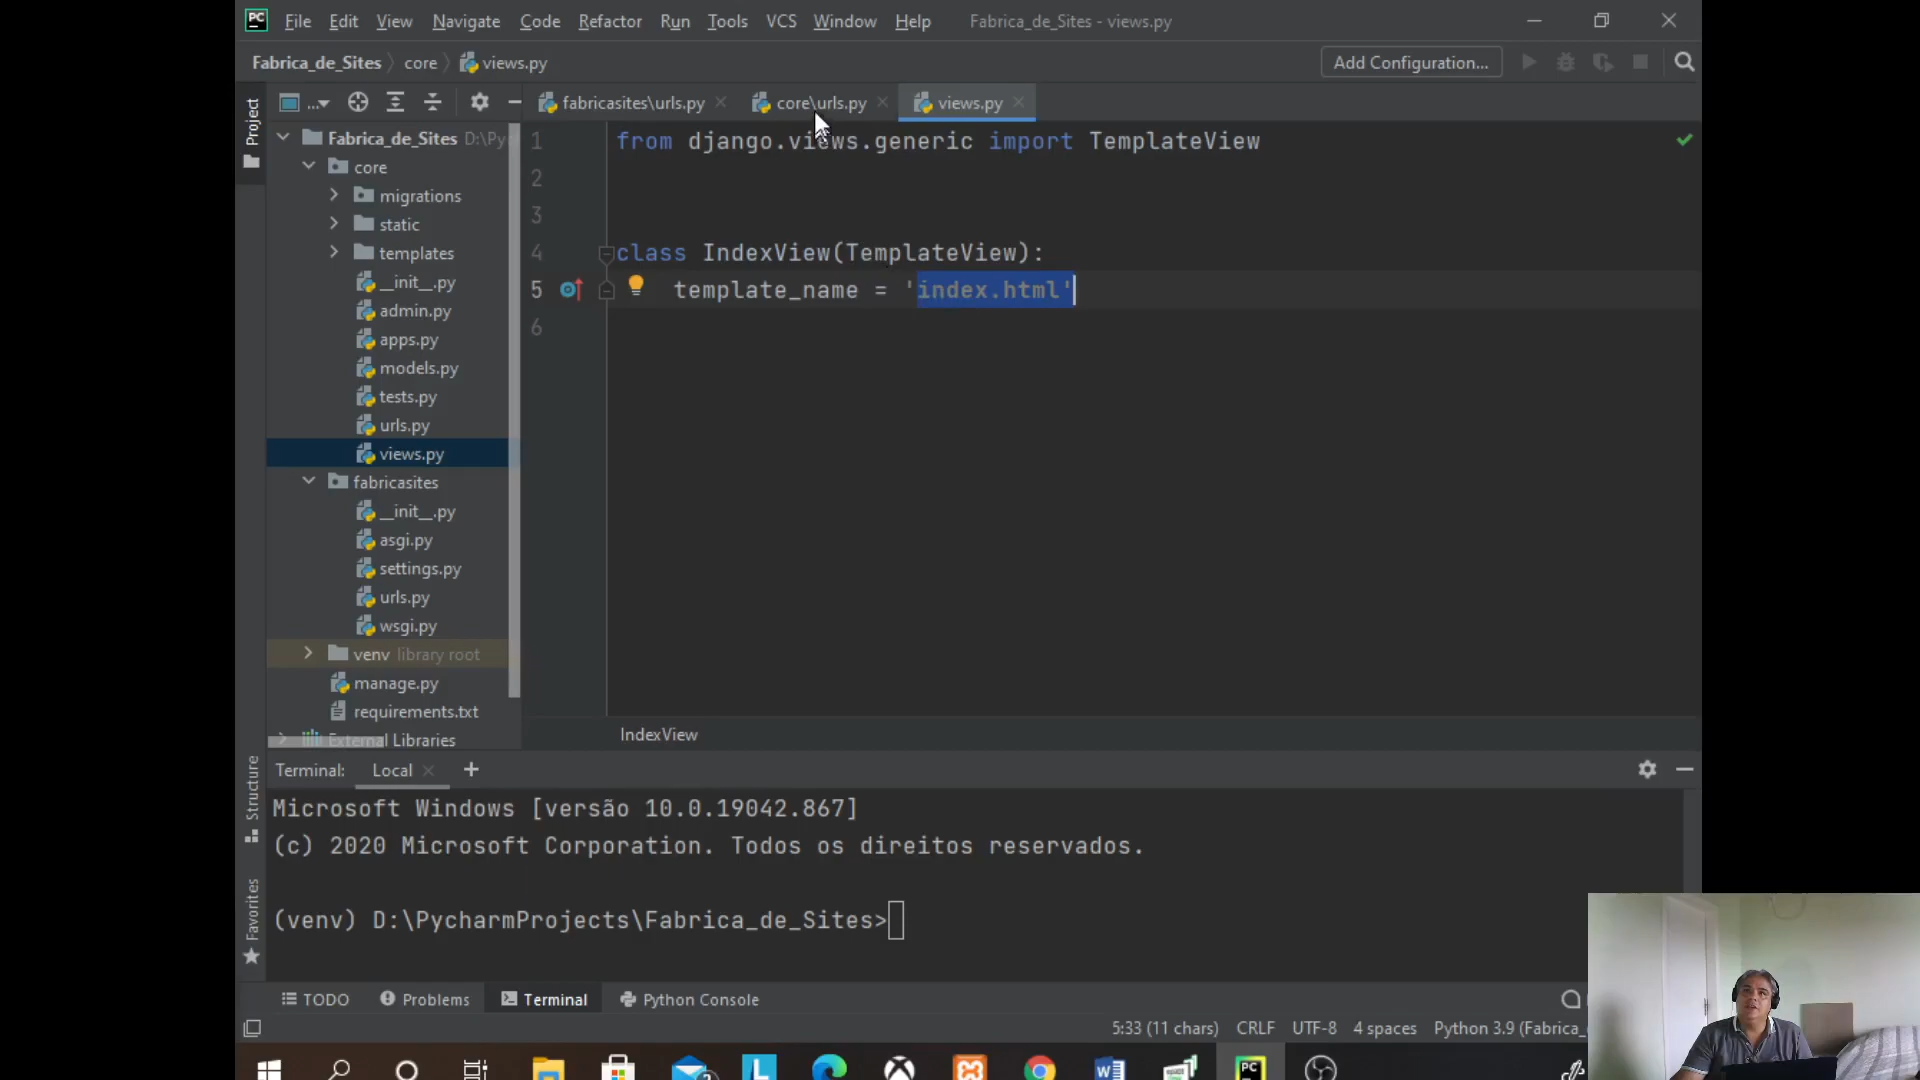 PC File Edit View Navigate Code Refactor Run Tools VCS Window Help Fabrica_de_Sites - views.py
Fabrica_de_Sites core views.py Add Configuration...
... fabricasites\urls.py core\urls.py views.py
Project
Fabrica_de_Sites D:\Pyc
core
migrations
static
templates
__init__.py
admin.py
apps.py
models.py
tests.py
urls.py
views.py
fabricasites
__init__.py
asgi.py
settings.py
urls.py
wsgi.py
venv library root
manage.py
requirements.txt
External Libraries
1 from django.views.generic import TemplateView
2
3
4 class IndexView(TemplateView):
5 template_name = 'index.html'
6
IndexView
Structure
Favorites
Terminal: Local +
Microsoft Windows [versão 10.0.19042.867]
(c) 2020 Microsoft Corporation. Todos os direitos reservados.
(venv) D:\PycharmProjects\Fabrica_de_Sites>
TODO Problems Terminal Python Console
5:33 (11 chars) CRLF UTF-8 4 spaces Python 3.9 (Fabrica_